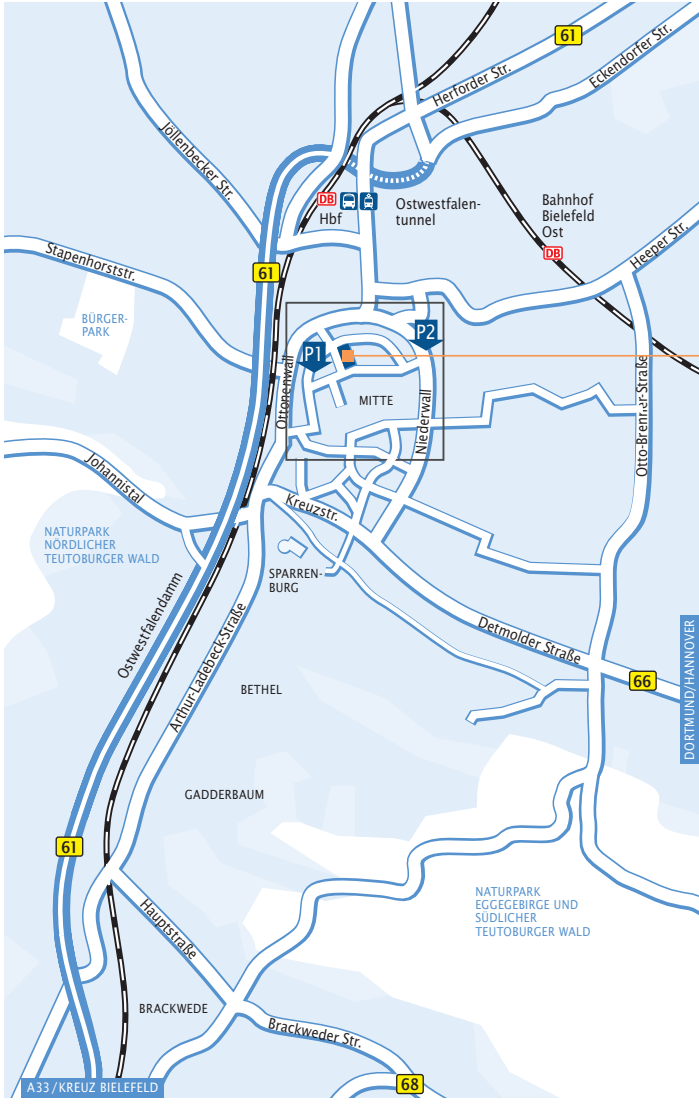 61
Herforder Str.
Eckendorfer Str.
Jöllenbecker Str.
DB
Hbf
Ostwestfalen-
tunnel
Bahnhof
Bielefeld
Ost
DB
Heeper Str.
Stapenhorststr.
61
BÜRGER-
PARK
P1
P2
Ottonenwall
MITTE
Niederwall
Otto-Brenner-Straße
Johannistal
Kreuzstr.
NATURPARK
NÖRDLICHER
TEUTOBURGER WALD
SPARREN-
BURG
Ostwestfalendamm
Arthur-Ladebeck-Straße
Detmolder Straße
66
DORTMUND/HANNOVER
BETHEL
GADDERBAUM
61
NATURPARK
EGGEGEBIRGE UND
SÜDLICHER
TEUTOBURGER WALD
Hauptstraße
BRACKWEDE
Brackweder Str.
68
A33/KREUZ BIELEFELD